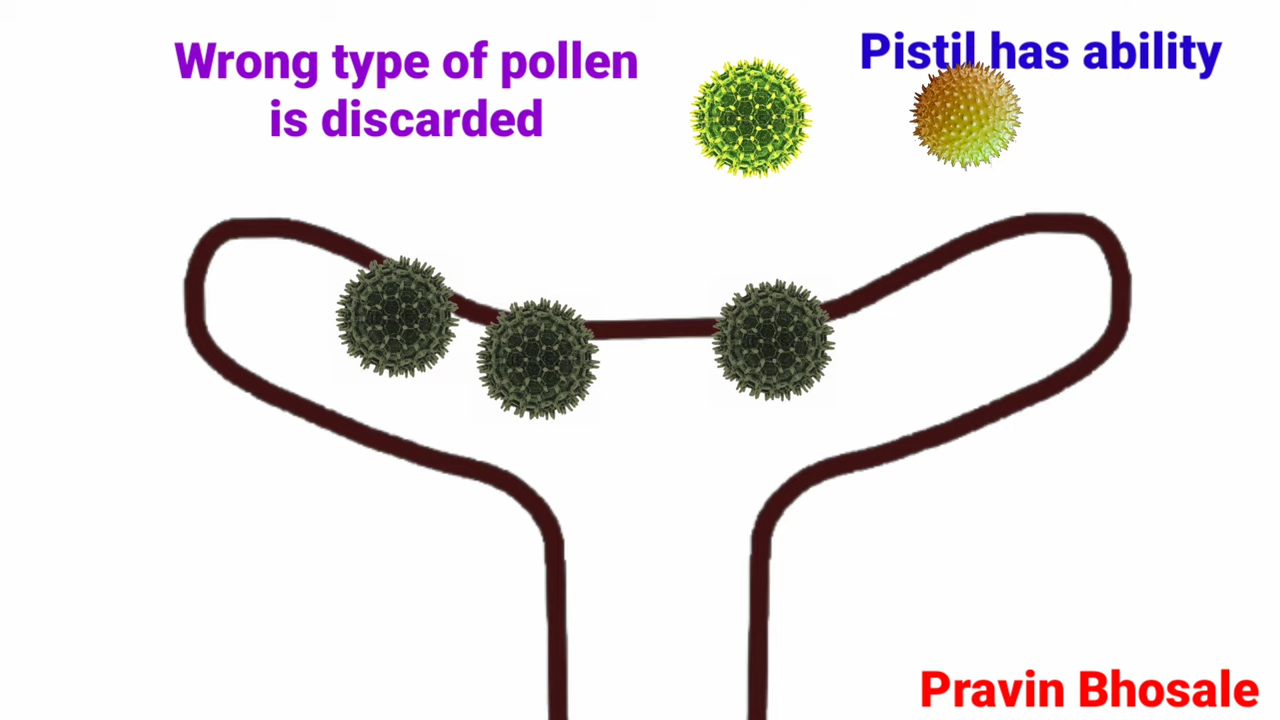 Wrong type of pollen
is discarded
Pistil has ability
Pravin Bhosale